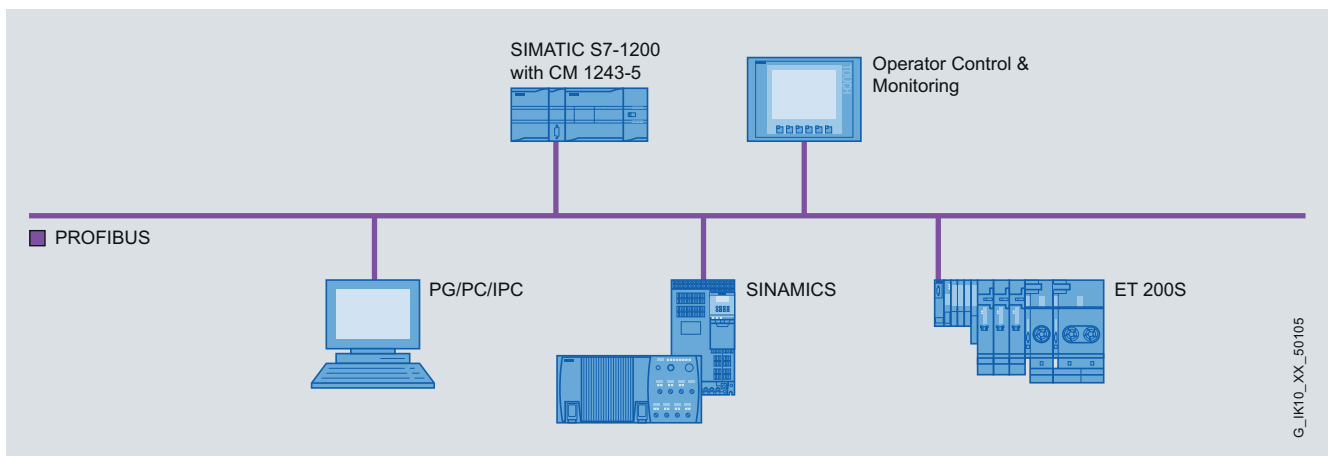 SIMATIC S7-1200
with CM 1243-5
Operator Control &
Monitoring
PROFIBUS
PG/PC/IPC
SINAMICS
ET 200S
G_IK10_XX_50105